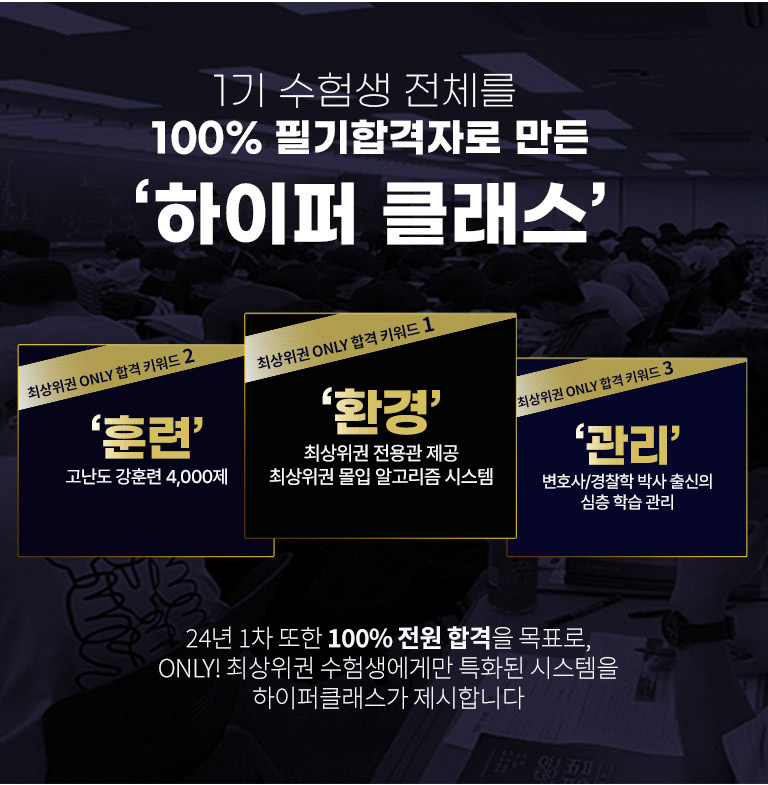 1기 수험생 전체를
100% 필기합격자로 만든
‘하이퍼 클래스’
최상위권 ONLY 합격 키워드 2
‘훈련’
고난도 강훈련 4,000제
최상위권 ONLY 합격 키워드 1
‘환경’
최상위권 전용관 제공
최상위권 몰입 알고리즘 시스템
최상위권 ONLY 합격 키워드 3
‘관리’
변호사/경찰학 박사 출신의
심층 학습 관리
24년 1차 또한 100% 전원 합격을 목표로,
ONLY! 최상위권 수험생에게만 특화된 시스템을
하이퍼클래스가 제시합니다